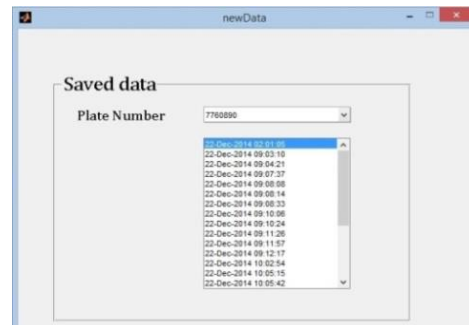 newData
Saved data
Plate Number 7760890
22-Dec-2014 02:01:05
22-Dec-2014 09:03:10
22-Dec-2014 09:04:21
22-Dec-2014 09:07:37
22-Dec-2014 09:08:08
22-Dec-2014 09:08:14
22-Dec-2014 09:08:33
22-Dec-2014 09:10:06
22-Dec-2014 09:10:24
22-Dec-2014 09:11:26
22-Dec-2014 09:11:57
22-Dec-2014 09:12:17
22-Dec-2014 10:02:54
22-Dec-2014 10:05:15
22-Dec-2014 10:05:42